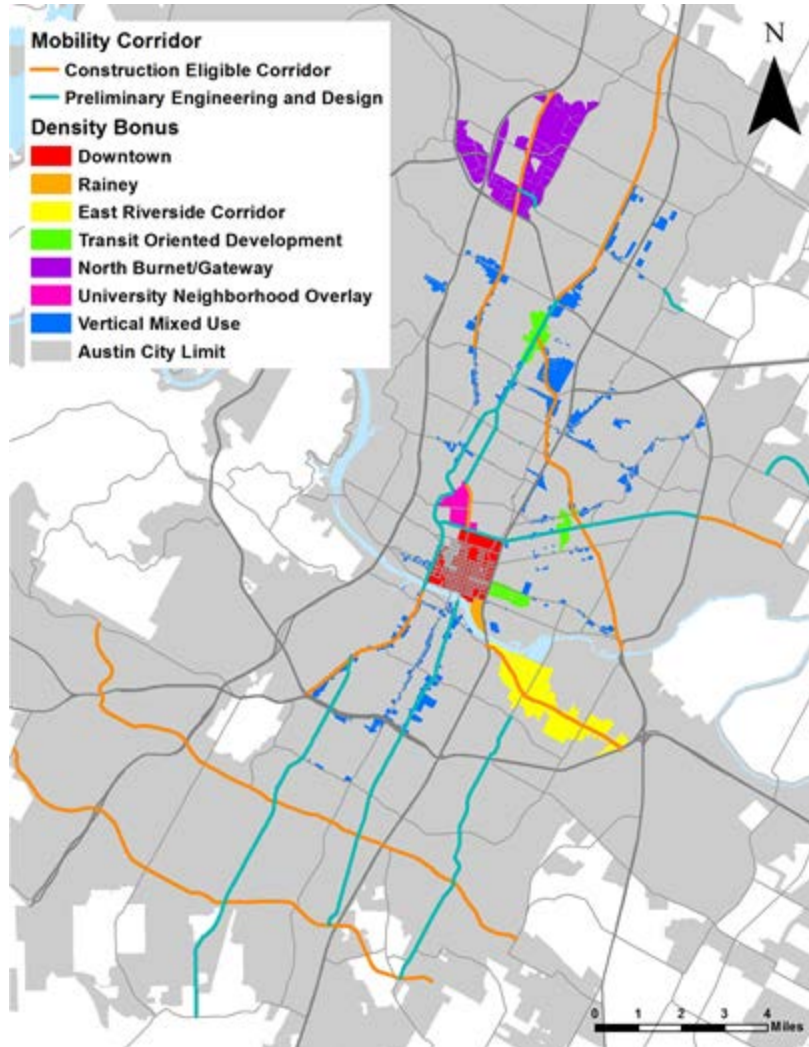 Mobility Corridor
Construction Eligible Corridor
Preliminary Engineering and Design
Density Bonus
Downtown
Rainey
East Riverside Corridor
Transit Oriented Development
North Burnet/Gateway
University Neighborhood Overlay
Vertical Mixed Use
Austin City Limit
N
0 1 2 3 4
Miles